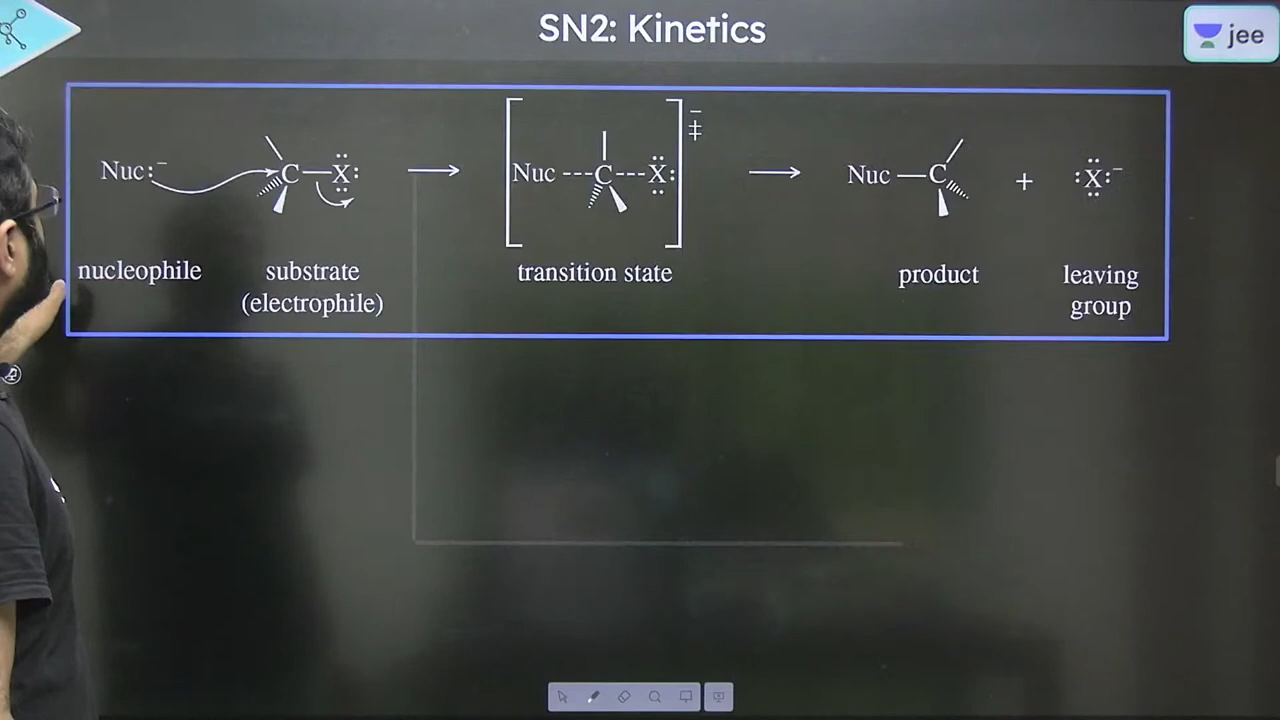 SN2: Kinetics
jee
Nuc:⁻ C—X: ⟶ [Nuc---C---X:]⁻‡ ⟶ Nuc—C + :X:⁻
nucleophile substrate transition state product leaving
(electrophile) group